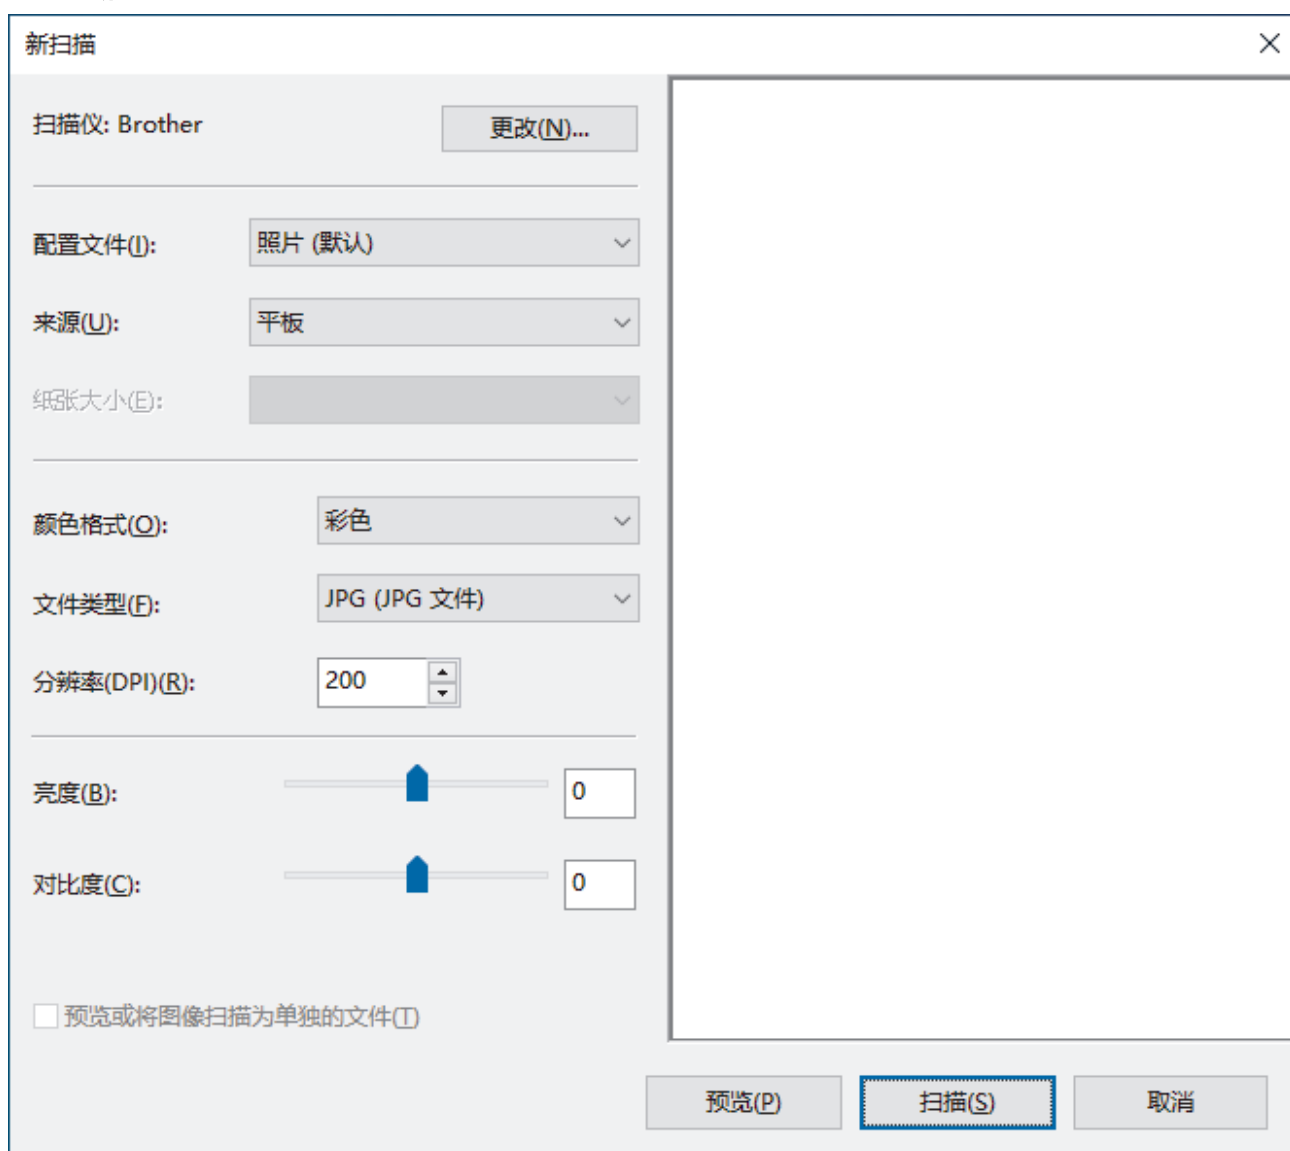 新扫描
扫描仪: Brother
更改(N)...
配置文件(I):
照片 (默认)
来源(U):
平板
纸张大小(E):
颜色格式(O):
彩色
文件类型(F):
JPG (JPG 文件)
分辨率(DPI)(R):
200
亮度(B):
0
对比度(C):
0
预览或将图像扫描为单独的文件(T)
预览(P)
扫描(S)
取消